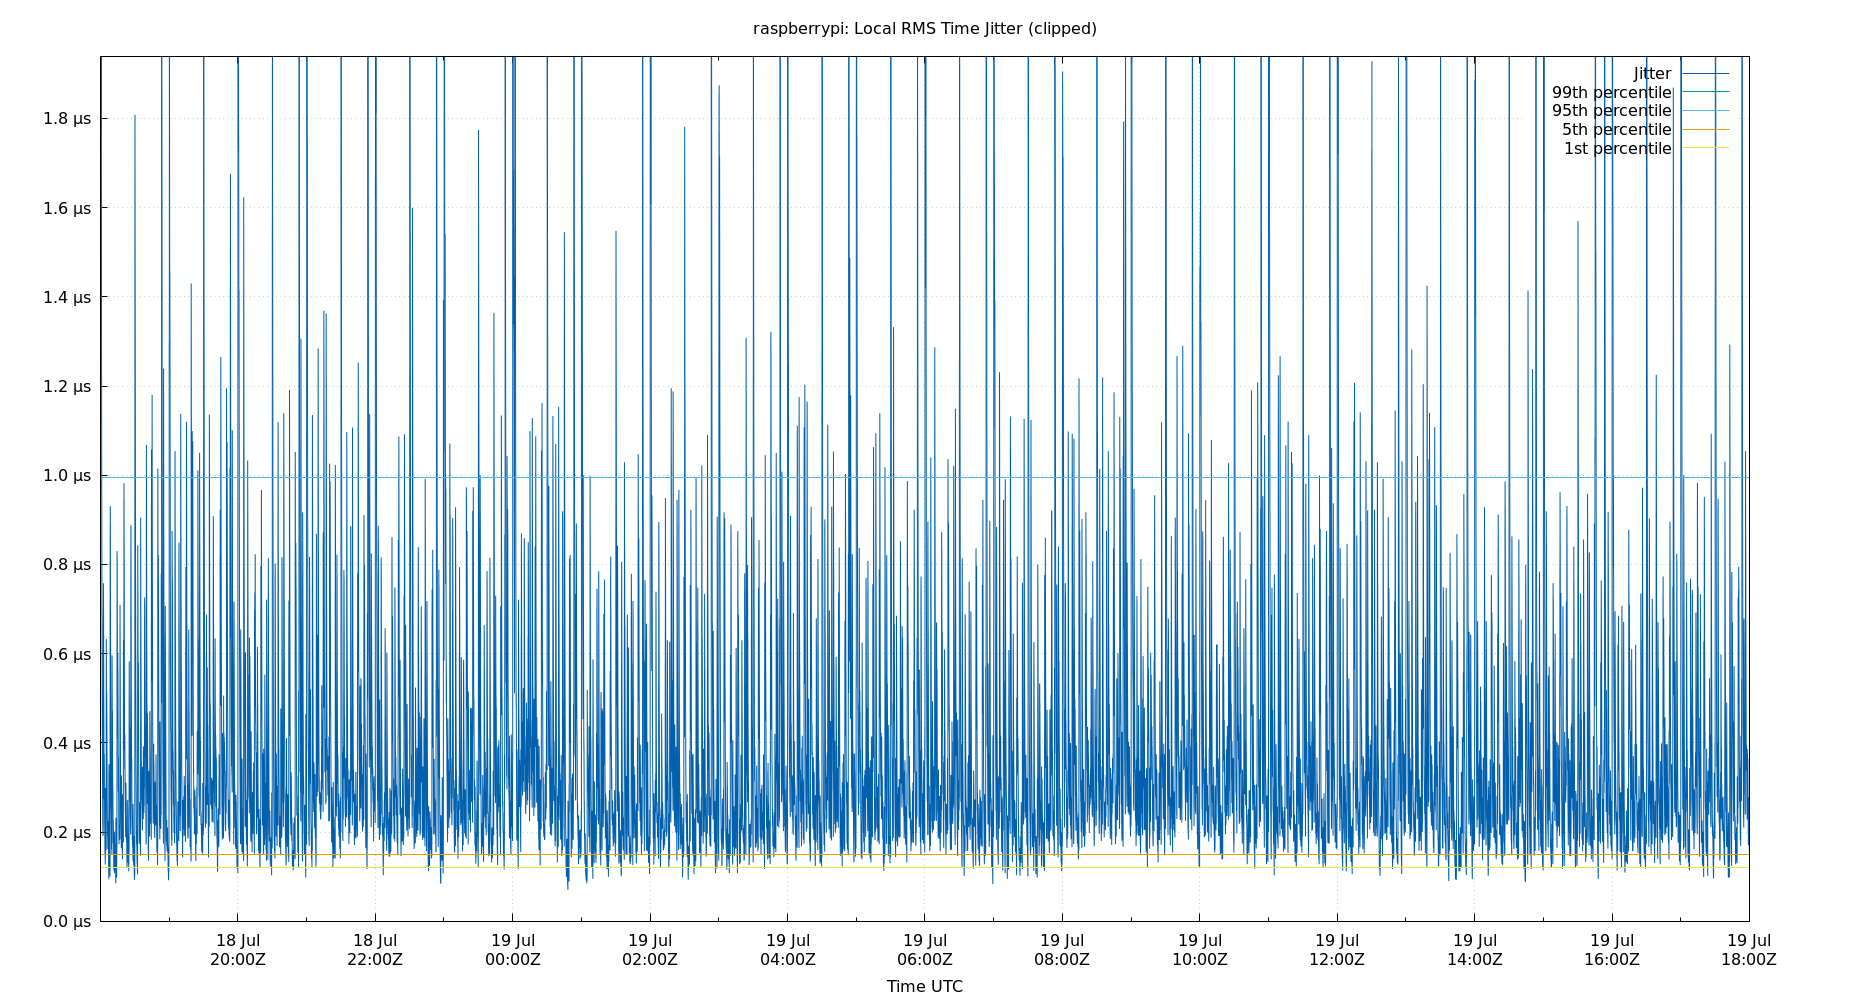 raspberrypi: Local RMS Time Jitter (clipped)
Jitter
99th percentile
95th percentile
5th percentile
1st percentile
1.8 µs
1.6 µs
1.4 µs
1.2 µs
1.0 µs
0.8 µs
0.6 µs
0.4 µs
0.2 µs
0.0 µs
18 Jul 18 Jul 19 Jul 19 Jul 19 Jul 19 Jul 19 Jul 19 Jul 19 Jul 19 Jul 19 Jul 19 Jul
20:00Z 22:00Z 00:00Z 02:00Z 04:00Z 06:00Z 08:00Z 10:00Z 12:00Z 14:00Z 16:00Z 18:00Z
Time UTC